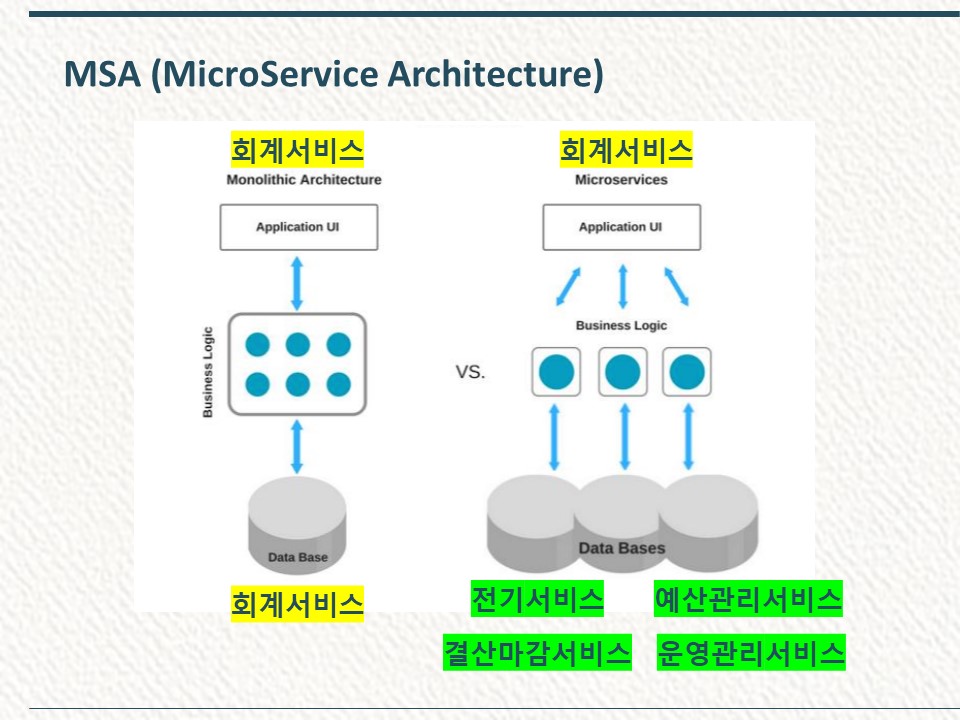 MSA (MicroService Architecture)
회계서비스
Monolithic Architecture
Application UI
Business Logic
Data Base
회계서비스
VS.
회계서비스
Microservices
Application UI
Business Logic
Data Bases
전기서비스 예산관리서비스
결산마감서비스 운영관리서비스